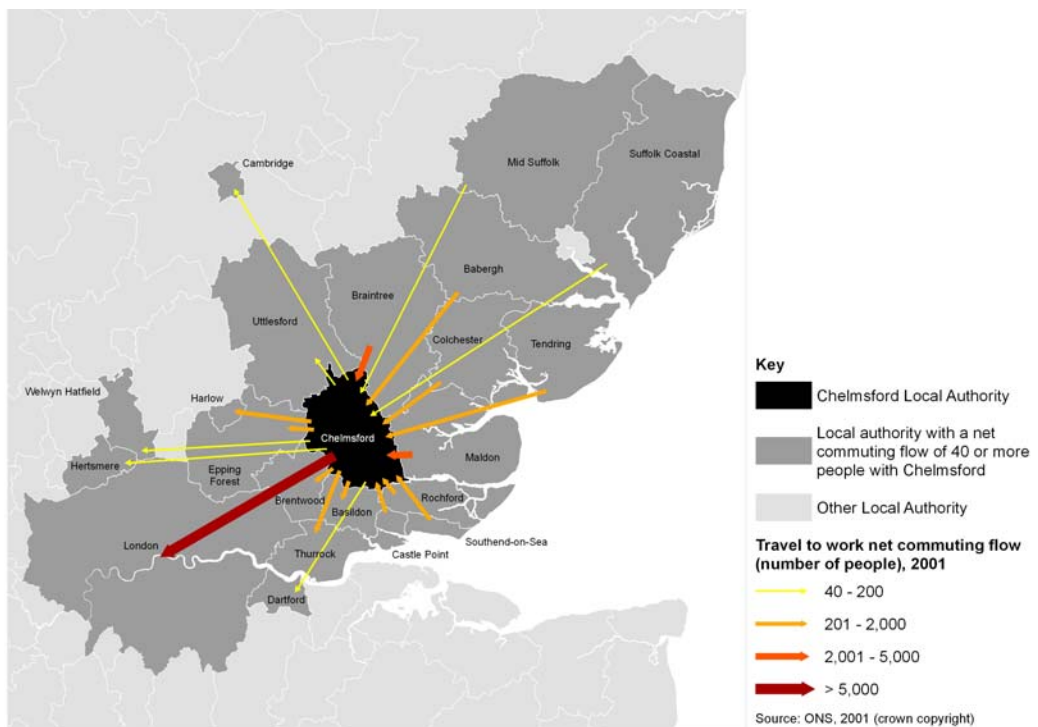 Cambridge
Mid Suffolk
Suffolk Coastal
Babergh
Braintree
Uttlesford
Colchester
Tendring
Welwyn Hatfield
Harlow
Chelmsford
Hertsmere
Epping
Forest
Maldon
Brentwood
Rochford
Basildon
Southend-on-Sea
London
Thurrock
Castle Point
Dartford
Key
Chelmsford Local Authority
Local authority with a net
commuting flow of 40 or more
people with Chelmsford
Other Local Authority
Travel to work net commuting flow
(number of people), 2001
40 - 200
201 - 2,000
2,001 - 5,000
> 5,000
Source: ONS, 2001 (crown copyright)